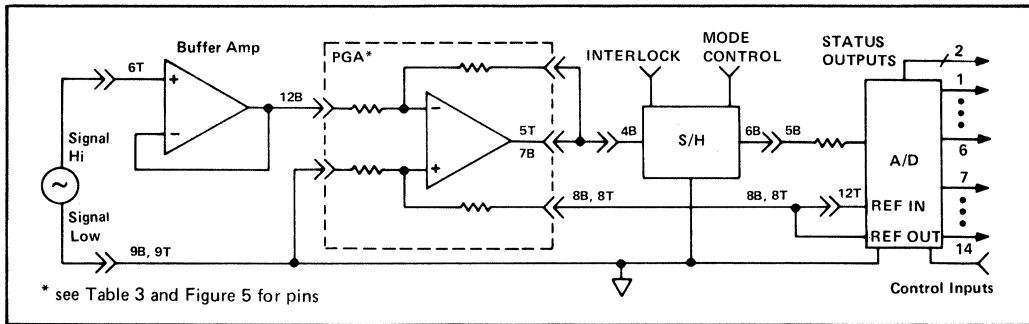 Buffer Amp
6T
+
−
12B
PGA*
−
+
5T
7B
INTERLOCK
MODE
CONTROL
4B
S/H
6B
5B
STATUS
OUTPUTS
2
1
6
A/D
7
14
REF IN
REF OUT
8B, 8T
8B, 8T
12T
Signal
Hi
~
Signal
Low
9B, 9T
Control Inputs
* see Table 3 and Figure 5 for pins